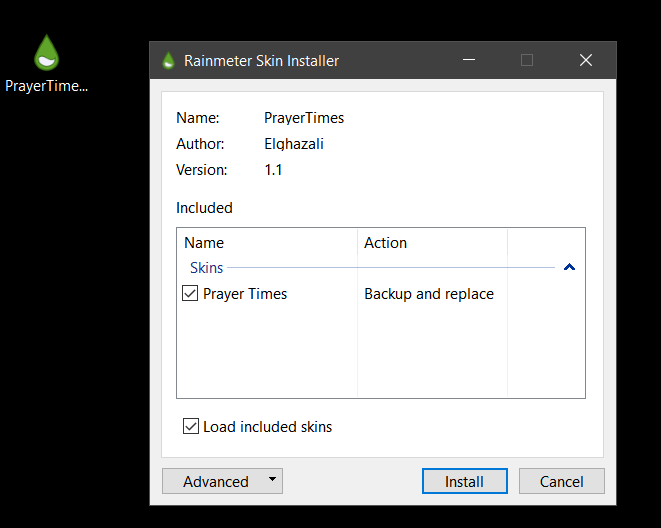 PrayerTime...
Rainmeter Skin Installer
Name: PrayerTimes
Author: Elghazali
Version: 1.1
Included
Name Action
Skins
Prayer Times Backup and replace
Load included skins
Advanced Install Cancel